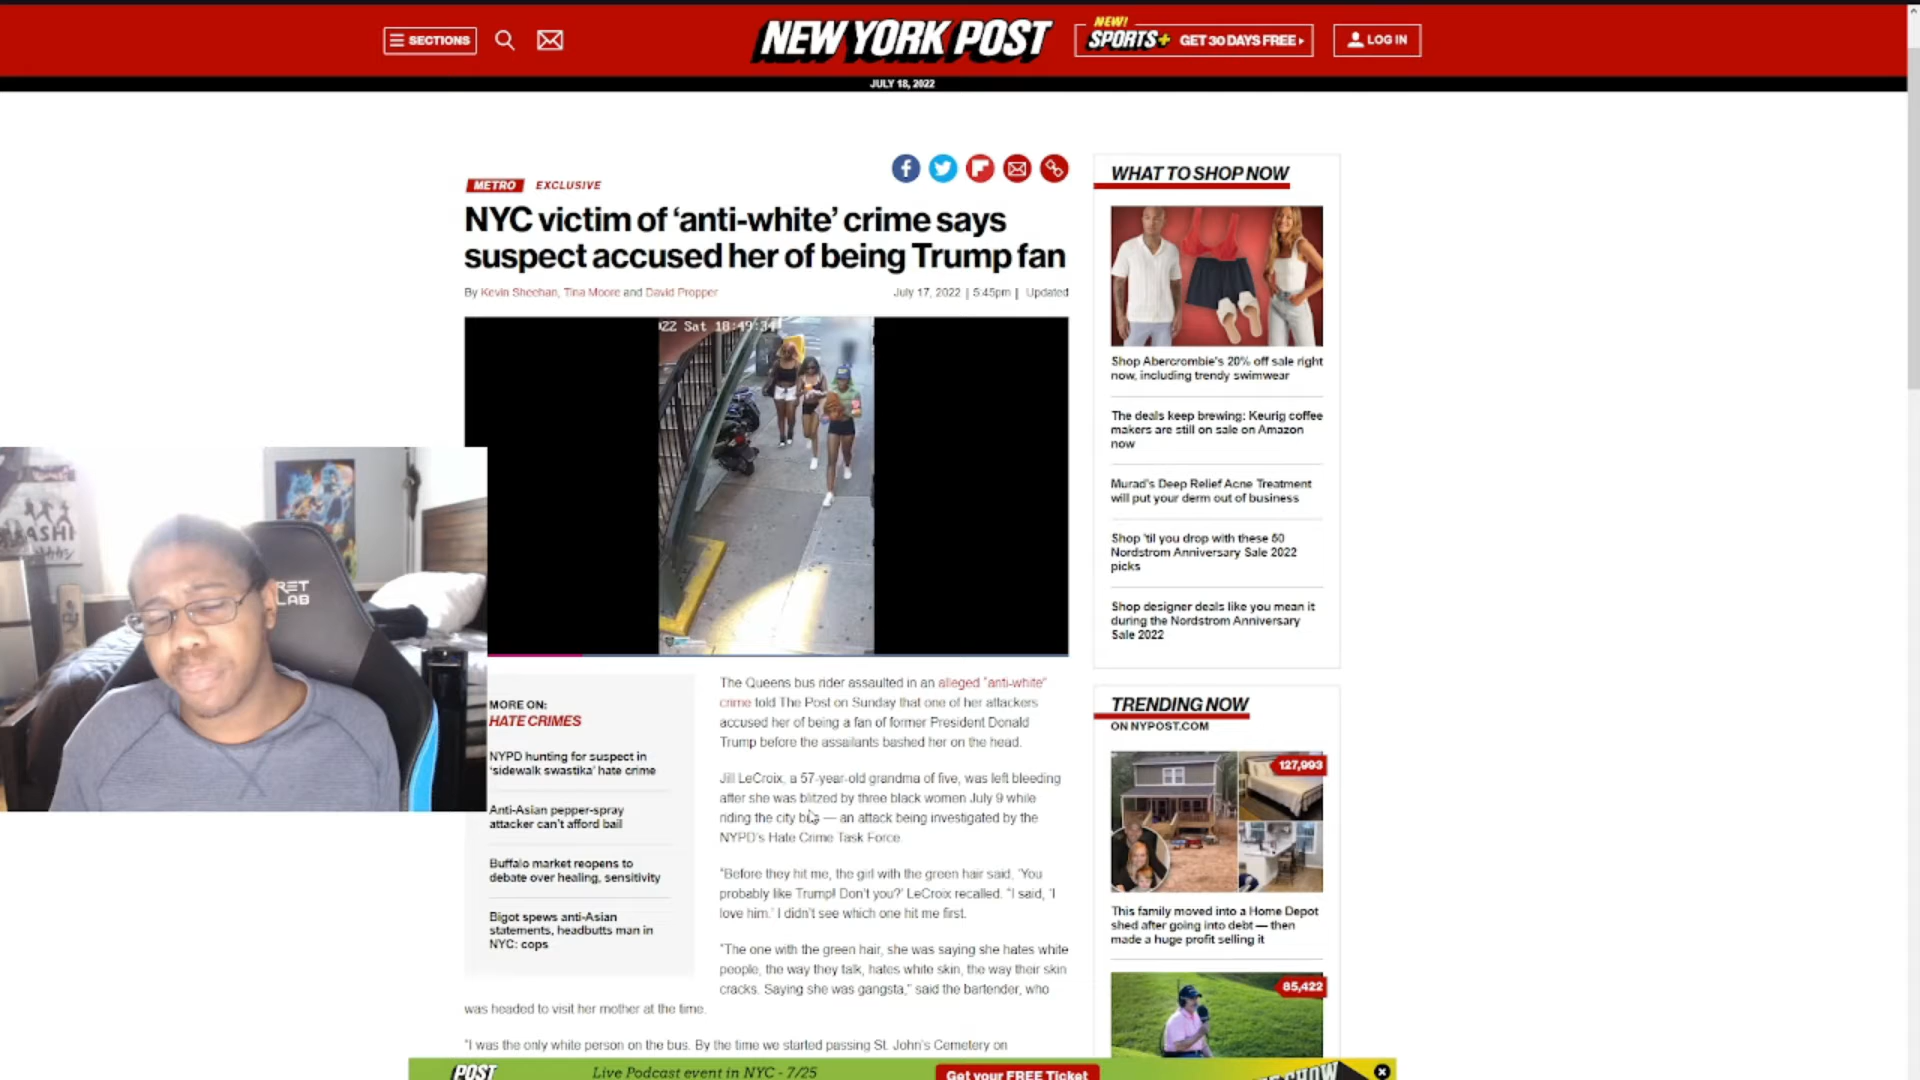 SECTIONS
NEW YORK POST
NEW!
SPORTS+ GET 30 DAYS FREE
LOG IN
JULY 18, 2022
METRO EXCLUSIVE
NYC victim of ‘anti-white’ crime says
suspect accused her of being Trump fan
By Kevin Sheehan, Tina Moore and David Propper
July 17, 2022 | 5:45pm | Updated
022 Sat 18:49:34
RET
LAB
ASHI
MORE ON:
HATE CRIMES
NYPD hunting for suspect in
‘sidewalk swastika’ hate crime
Anti-Asian pepper-spray
attacker can’t afford bail
Buffalo market reopens to
debate over healing, sensitivity
Bigot spews anti-Asian
statements, headbutts man in
NYC: cops
The Queens bus rider assaulted in an alleged “anti-white”
crime told The Post on Sunday that one of her attackers
accused her of being a fan of former President Donald
Trump before the assailants bashed her on the head.
Jill LeCroix, a 57-year-old grandma of five, was left bleeding
after she was blitzed by three black women July 9 while
riding the city bus — an attack being investigated by the
NYPD’s Hate Crime Task Force.
“Before they hit me, the girl with the green hair said, ‘You
probably like Trump! Don’t you?’ LeCroix recalled. “I said, ‘I
love him.’ I didn’t see which one hit me first.
“The one with the green hair, she was saying she hates white
people, the way they talk, hates white skin, the way their skin
cracks. Saying she was gangsta,” said the bartender, who
was headed to visit her mother at the time.
“I was the only white person on the bus. By the time we started passing St. John’s Cemetery on
WHAT TO SHOP NOW
Shop Abercrombie’s 20% off sale right
now, including trendy swimwear
The deals keep brewing: Keurig coffee
makers are still on sale on Amazon
now
Murad’s Deep Relief Acne Treatment
will put your derm out of business
Shop ’til you drop with these 50
Nordstrom Anniversary Sale 2022
picks
Shop designer deals like you mean it
during the Nordstrom Anniversary
Sale 2022
TRENDING NOW
ON NYPOST.COM
127,993
This family moved into a Home Depot
shed after going into debt — then
made a huge profit selling it
85,422
POST
Live Podcast event in NYC - 7/25
Get your FREE Ticket
SHOW